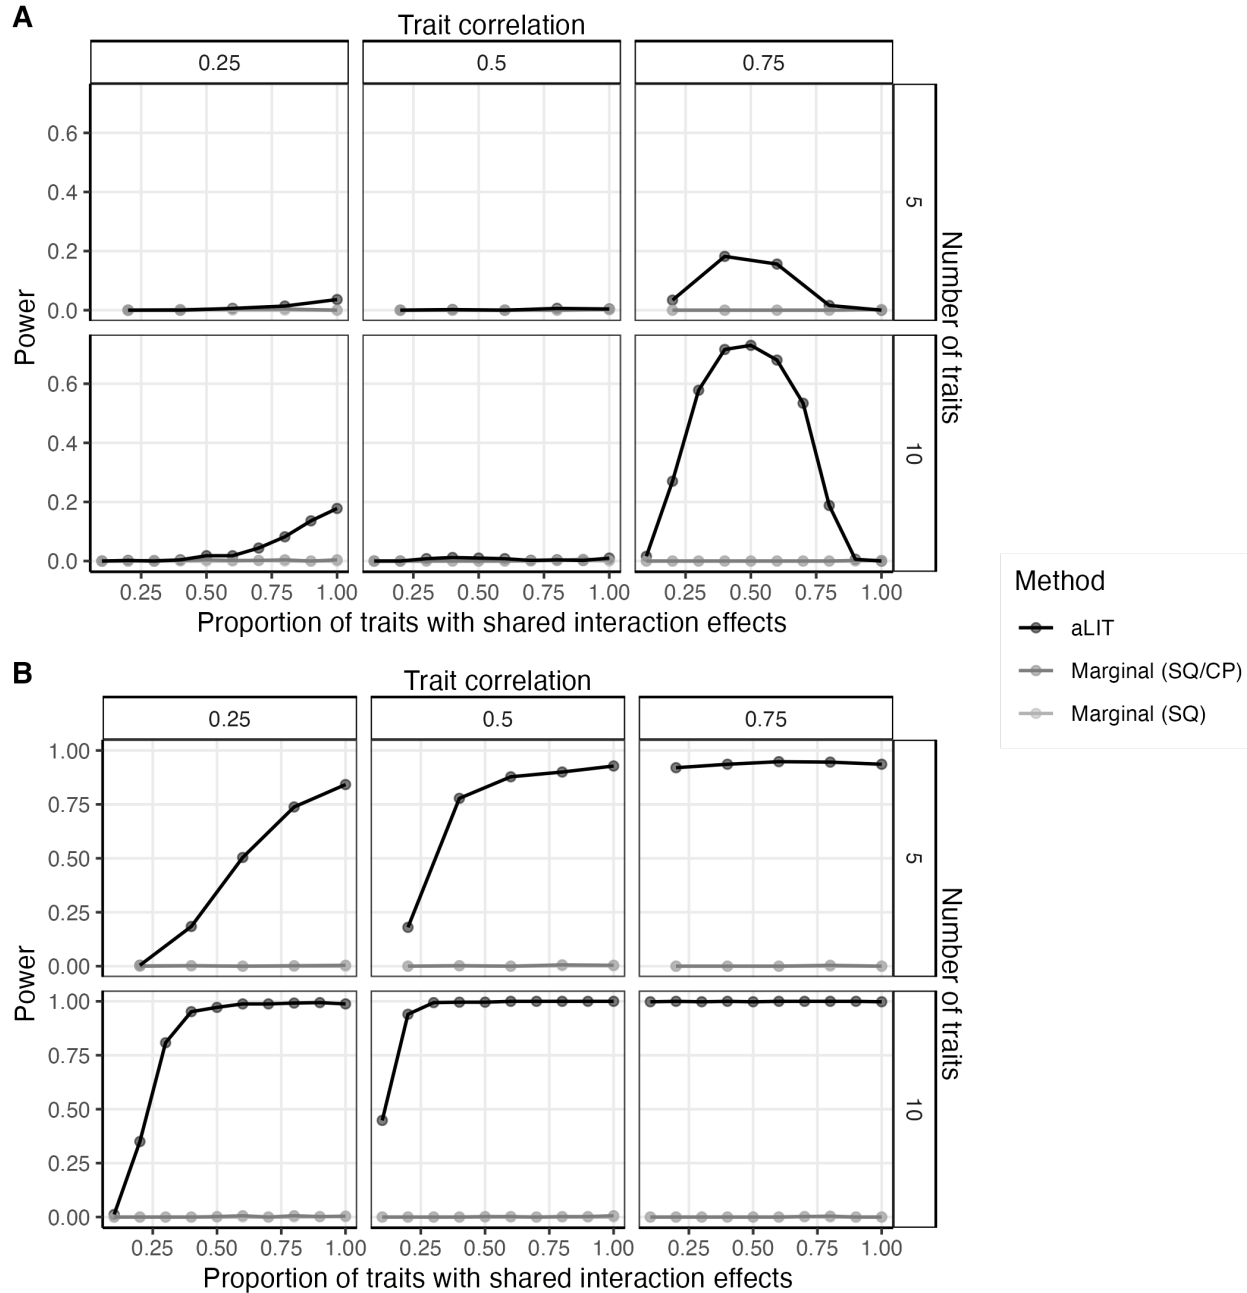 A
Trait correlation
0.25 0.5 0.75
0.6
0.4
0.2
0.0
5
0.6
0.4
0.2
0.0
10
Power
Number of traits
0.25 0.50 0.75 1.00 0.25 0.50 0.75 1.00 0.25 0.50 0.75 1.00
Proportion of traits with shared interaction effects
Method
aLIT
Marginal (SQ/CP)
Marginal (SQ)
B
Trait correlation
0.25 0.5 0.75
1.00
0.75
0.50
0.25
0.00
5
1.00
0.75
0.50
0.25
0.00
10
Power
Number of traits
0.25 0.50 0.75 1.00 0.25 0.50 0.75 1.00 0.25 0.50 0.75 1.00
Proportion of traits with shared interaction effects